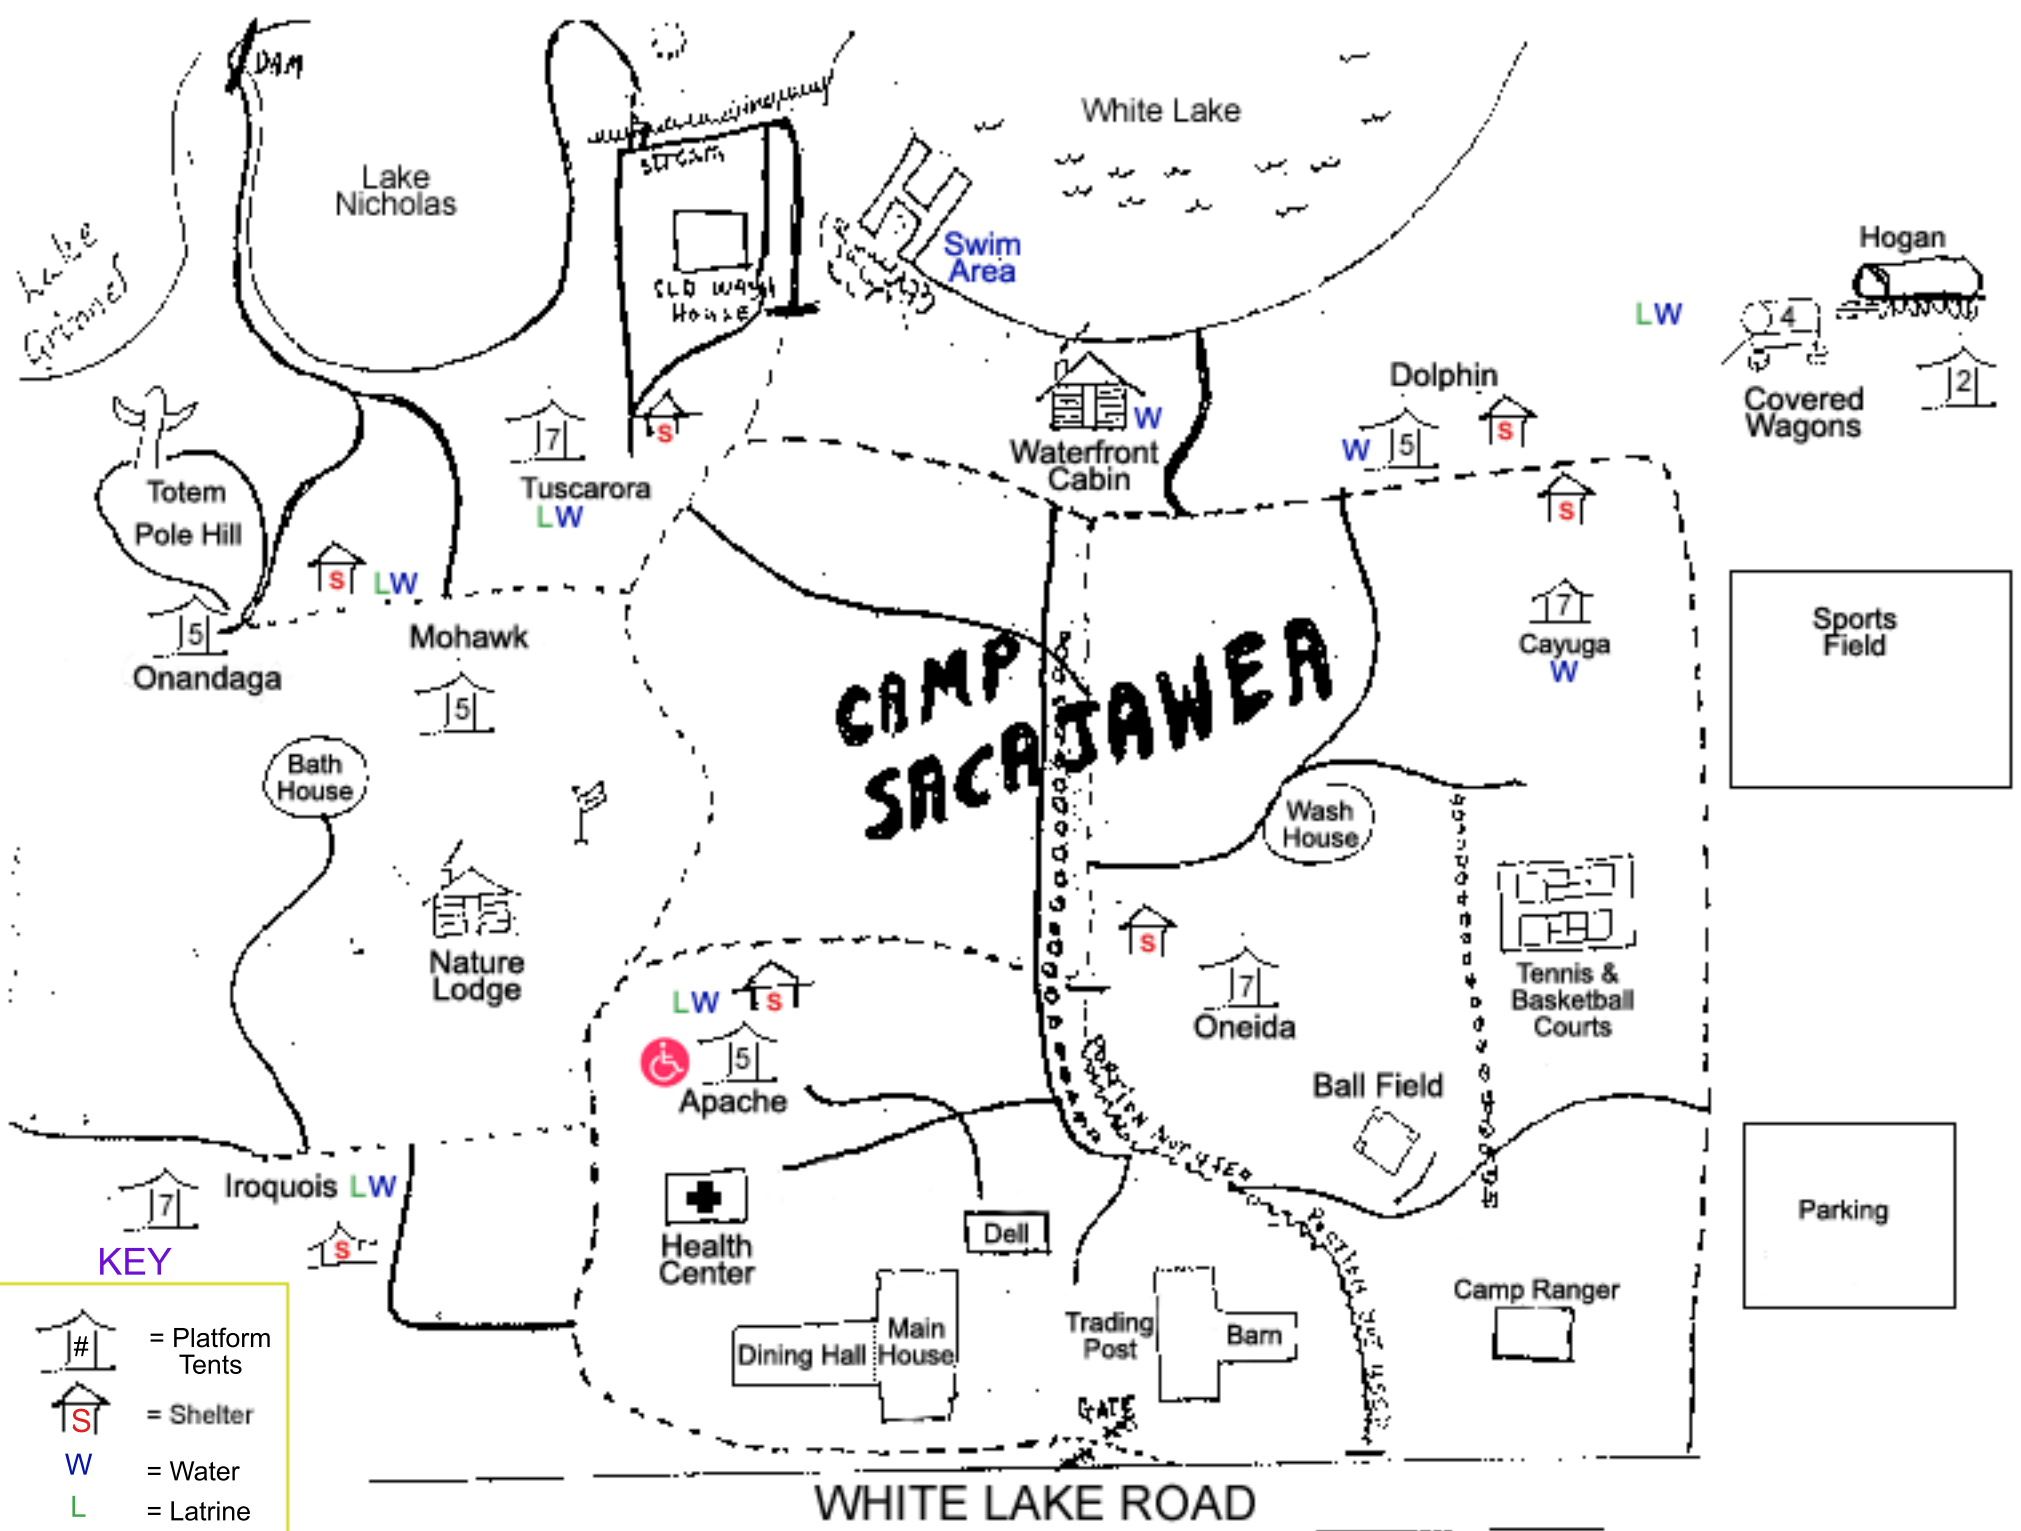 DAM
White Lake
Lake
Nicholas
stream
Lake
Grinnel
OLD WASH
HOUSE
Swim
Area
Hogan
LW
4
2
Covered
Wagons
Dolphin
W
5
S
S
W
Waterfront
Cabin
7
S
Tuscarora
LW
Totem
Pole Hill
S
LW
5
Onandaga
Mohawk
5
7
Cayuga
W
Sports
Field
CAMP
SACAJAWEA
Bath
House
Wash
House
Nature
Lodge
S
7
Oneida
Tennis &
Basketball
Courts
LW
S
5
Apache
Ball Field
Iroquois LW
7
S
Health
Center
Dell
Parking
Camp Ranger
Main
House
Dining Hall
Trading
Post
Barn
GATE
WHITE LAKE ROAD
KEY
#
= Platform
Tents
S
= Shelter
W
= Water
L
= Latrine